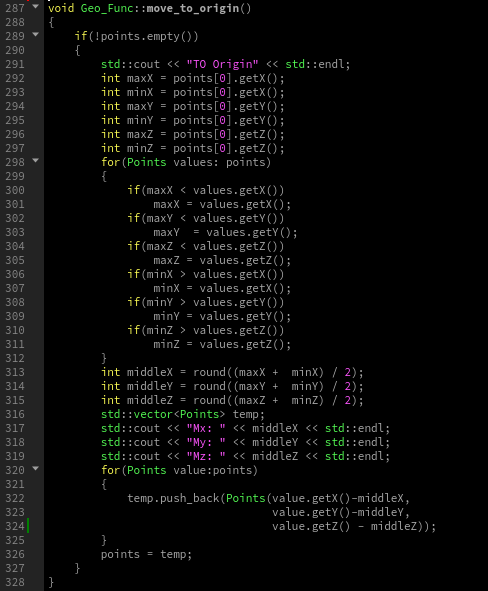 287 void Geo_Func::move_to_origin()
288 {
289     if(!points.empty())
290     {
291         std::cout << "TO Origin" << std::endl;
292         int maxX = points[0].getX();
293         int minX = points[0].getX();
294         int maxY = points[0].getY();
295         int minY = points[0].getY();
296         int maxZ = points[0].getZ();
297         int minZ = points[0].getZ();
298         for(Points values: points)
299         {
300             if(maxX < values.getX())
301                 maxX = values.getX();
302             if(maxY < values.getY())
303                 maxY  = values.getY();
304             if(maxZ < values.getZ())
305                 maxZ = values.getZ();
306             if(minX > values.getX())
307                 minX = values.getX();
308             if(minY > values.getY())
309                 minY = values.getY();
310             if(minZ > values.getZ())
311                 minZ = values.getZ();
312         }
313         int middleX = round((maxX +  minX) / 2);
314         int middleY = round((maxY +  minY) / 2);
315         int middleZ = round((maxZ +  minZ) / 2);
316         std::vector<Points> temp;
317         std::cout << "Mx: " << middleX << std::endl;
318         std::cout << "My: " << middleY << std::endl;
319         std::cout << "Mz: " << middleZ << std::endl;
320         for(Points value:points)
321         {
322             temp.push_back(Points(value.getX()-middleX,
323                                   value.getY()-middleY,
324                                   value.getZ() - middleZ));
325         }
326         points = temp;
327     }
328 }